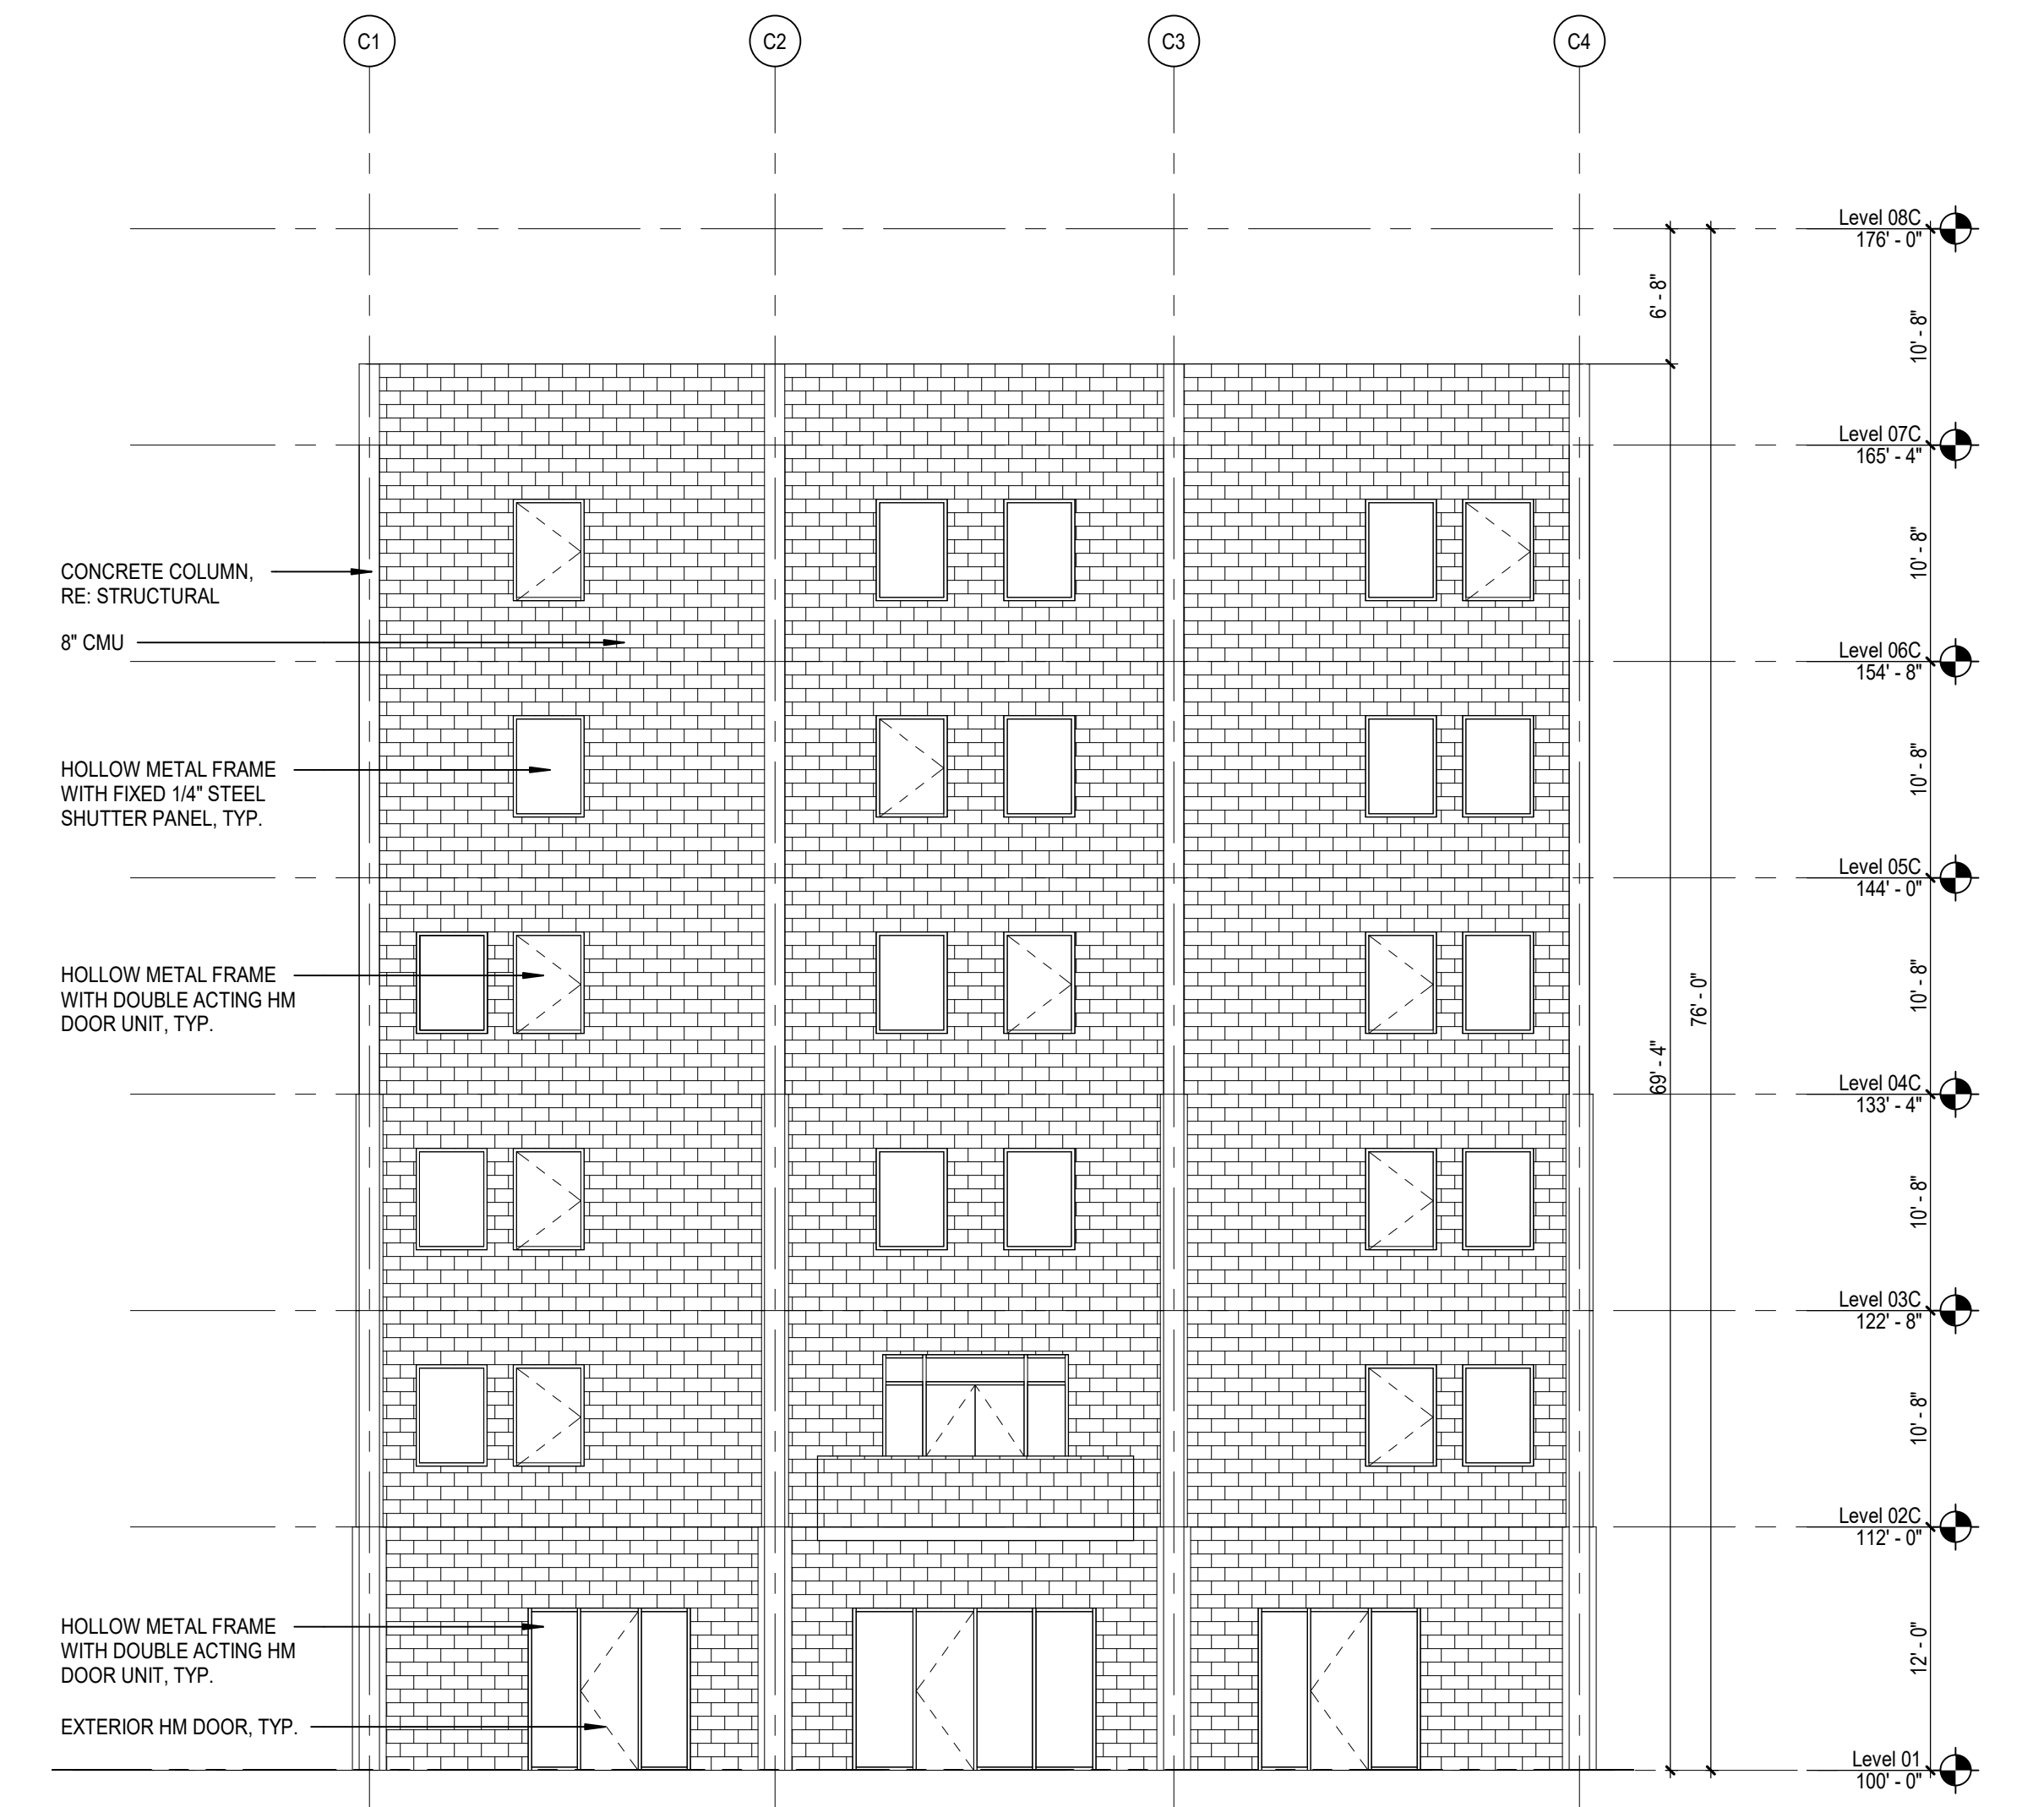 C1
C2
C3
C4
Level 08C
176' - 0"
6' - 8"
10' - 8"
Level 07C
165' - 4"
10' - 8"
CONCRETE COLUMN,
RE: STRUCTURAL
8" CMU
Level 06C
154' - 8"
HOLLOW METAL FRAME
WITH FIXED 1/4" STEEL
SHUTTER PANEL, TYP.
10' - 8"
Level 05C
144' - 0"
HOLLOW METAL FRAME
WITH DOUBLE ACTING HM
DOOR UNIT, TYP.
10' - 8"
76' - 0"
69' - 4"
Level 04C
133' - 4"
10' - 8"
Level 03C
122' - 8"
10' - 8"
Level 02C
112' - 0"
HOLLOW METAL FRAME
WITH DOUBLE ACTING HM
DOOR UNIT, TYP.
12' - 0"
EXTERIOR HM DOOR, TYP.
Level 01
100' - 0"